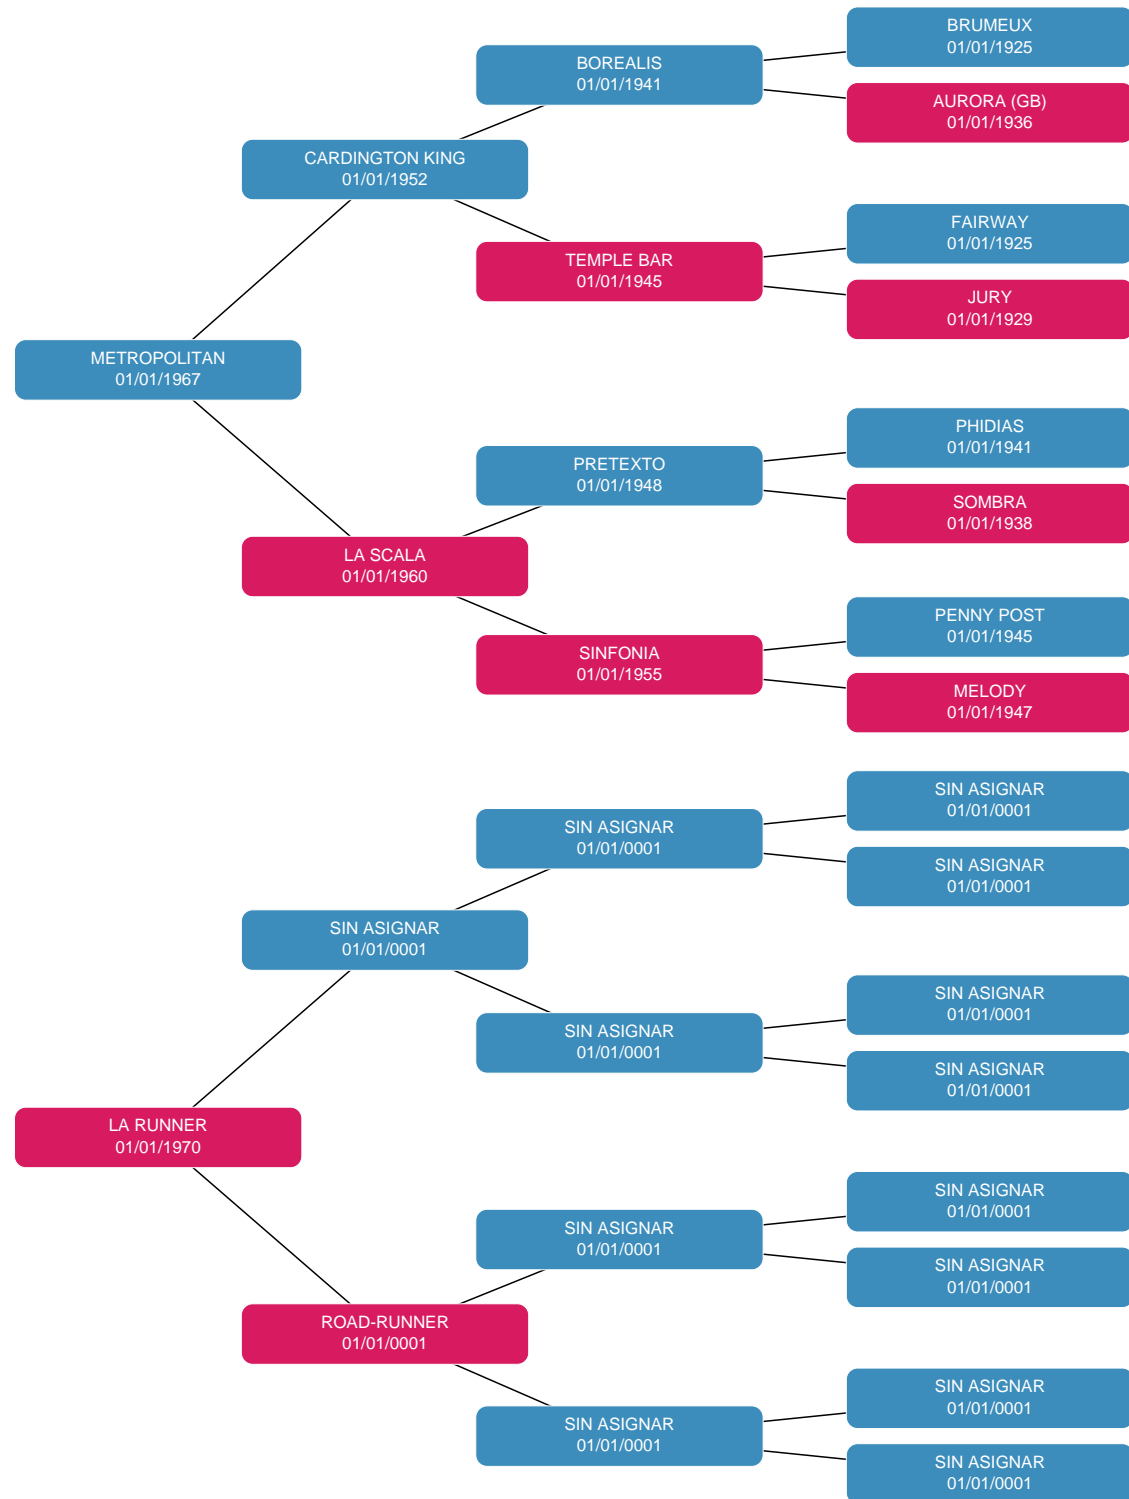 BRUMEUX
01/01/1925
BOREALIS
01/01/1941
AURORA (GB)
01/01/1936
CARDINGTON KING
01/01/1952
FAIRWAY
01/01/1925
TEMPLE BAR
01/01/1945
JURY
01/01/1929
METROPOLITAN
01/01/1967
PHIDIAS
01/01/1941
PRETEXTO
01/01/1948
SOMBRA
01/01/1938
LA SCALA
01/01/1960
PENNY POST
01/01/1945
SINFONIA
01/01/1955
MELODY
01/01/1947
SIN ASIGNAR
01/01/0001
SIN ASIGNAR
01/01/0001
SIN ASIGNAR
01/01/0001
SIN ASIGNAR
01/01/0001
SIN ASIGNAR
01/01/0001
SIN ASIGNAR
01/01/0001
SIN ASIGNAR
01/01/0001
LA RUNNER
01/01/1970
SIN ASIGNAR
01/01/0001
SIN ASIGNAR
01/01/0001
SIN ASIGNAR
01/01/0001
ROAD-RUNNER
01/01/0001
SIN ASIGNAR
01/01/0001
SIN ASIGNAR
01/01/0001
SIN ASIGNAR
01/01/0001